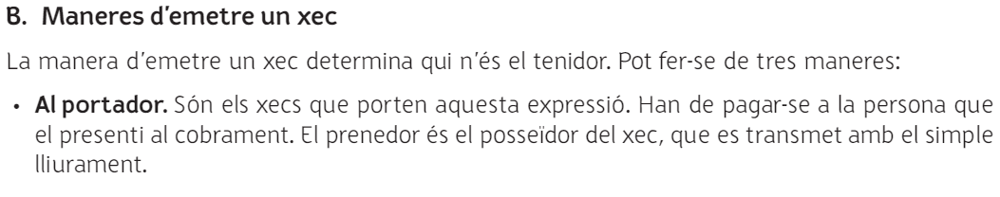 B. Maneres d'emetre un xec
La manera d'emetre un xec determina qui n'és el tenidor. Pot fer-se de tres maneres:
• Al portador. Són els xecs que porten aquesta expressió. Han de pagar-se a la persona que
el presenti al cobrament. El prenedor és el posseïdor del xec, que es transmet amb el simple
lliurament.